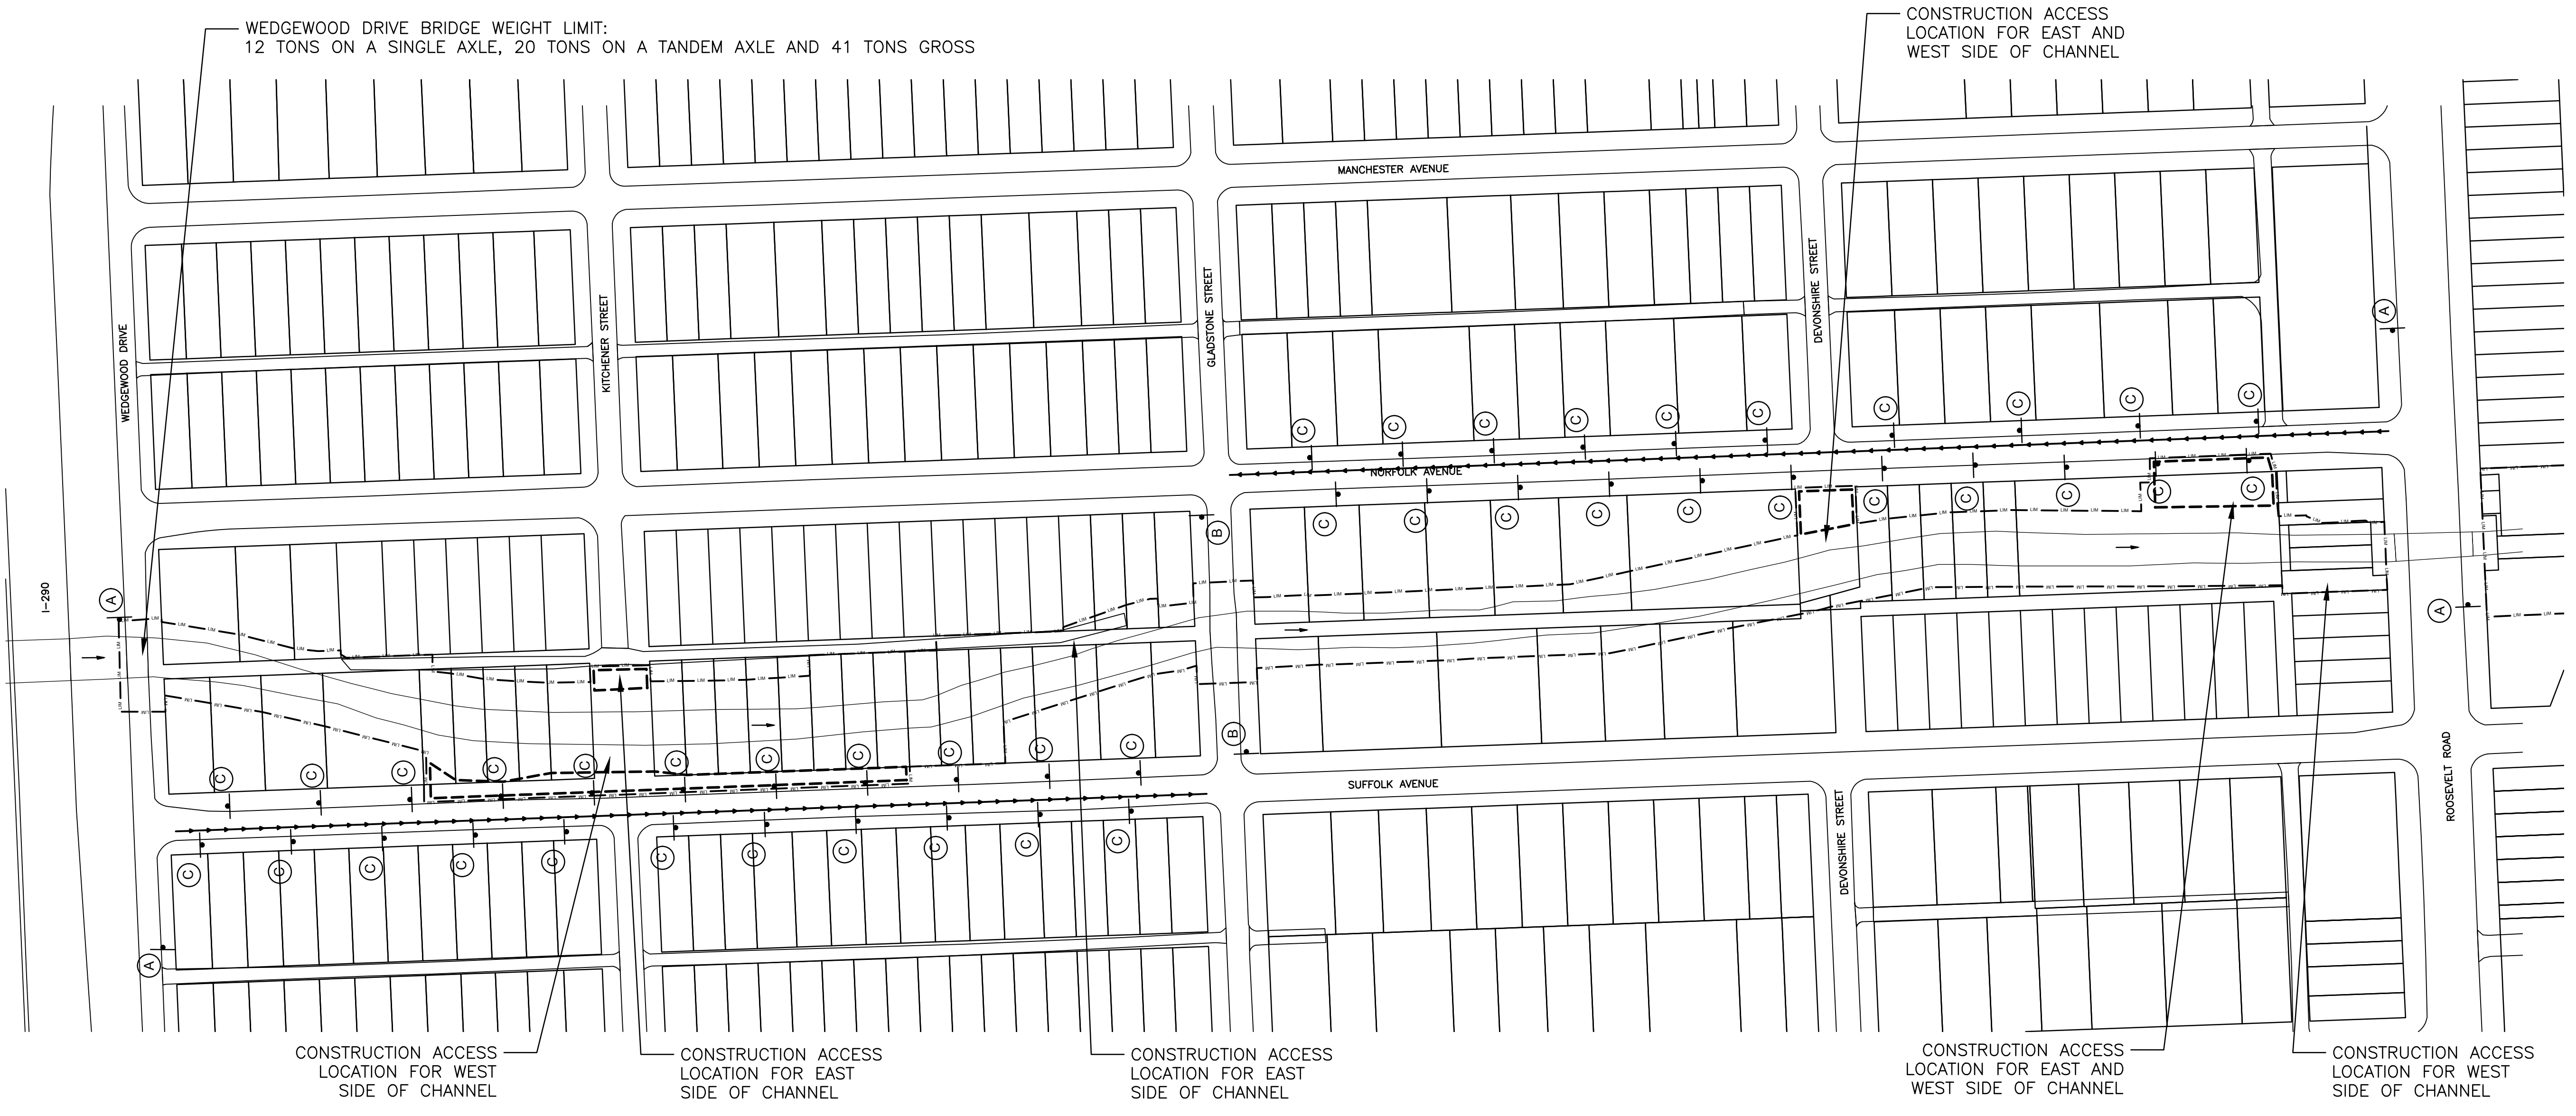 WEDGEWOOD DRIVE BRIDGE WEIGHT LIMIT:
12 TONS ON A SINGLE AXLE, 20 TONS ON A TANDEM AXLE AND 41 TONS GROSS
CONSTRUCTION ACCESS
LOCATION FOR EAST AND
WEST SIDE OF CHANNEL
MANCHESTER AVENUE
WEDGEWOOD DRIVE
KITCHENER STREET
GLADSTONE STREET
DEVONSHIRE STREET
A
C C C C C C C C C C
NORFOLK AVENUE
C C C C C C C C C C C
B
I-290
A
A
LIM
B
C C C C C C C C C C C
SUFFOLK AVENUE
DEVONSHIRE STREET
ROOSEVELT ROAD
C C C C C C C C C C C
A
CONSTRUCTION ACCESS
LOCATION FOR WEST
SIDE OF CHANNEL
CONSTRUCTION ACCESS
LOCATION FOR EAST
SIDE OF CHANNEL
CONSTRUCTION ACCESS
LOCATION FOR EAST
SIDE OF CHANNEL
CONSTRUCTION ACCESS
LOCATION FOR EAST AND
WEST SIDE OF CHANNEL
CONSTRUCTION ACCESS
LOCATION FOR WEST
SIDE OF CHANNEL